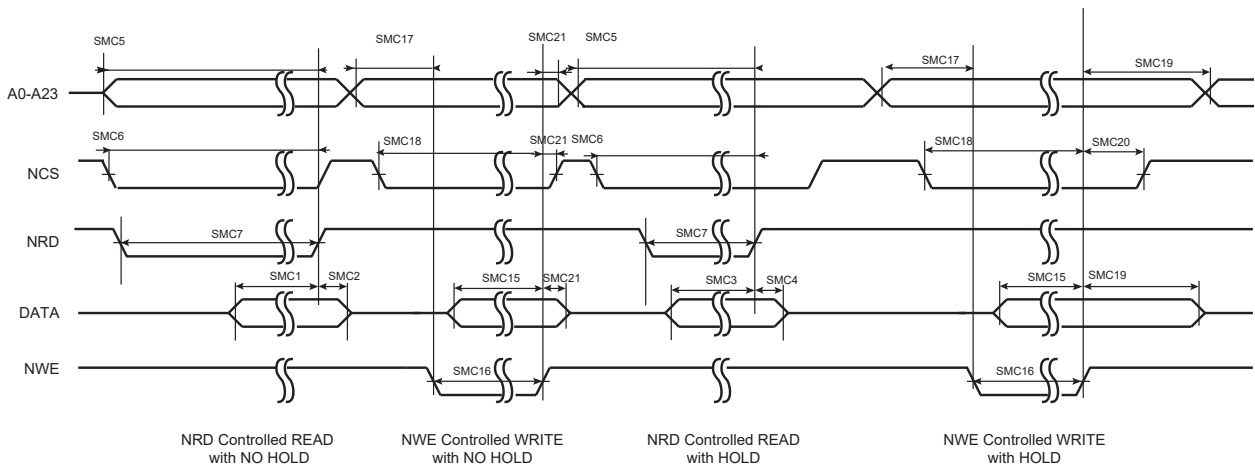 SMC5 SMC17 SMC21 SMC5 SMC17 SMC19
A0-A23
SMC6 SMC18 SMC21 SMC6 SMC18 SMC20
NCS
NRD SMC7 SMC7
SMC1 SMC2 SMC15 SMC21 SMC3 SMC4 SMC15 SMC19
DATA
NWE SMC16 SMC16
NRD Controlled READ NWE Controlled WRITE NRD Controlled READ NWE Controlled WRITE
with NO HOLD with NO HOLD with HOLD with HOLD